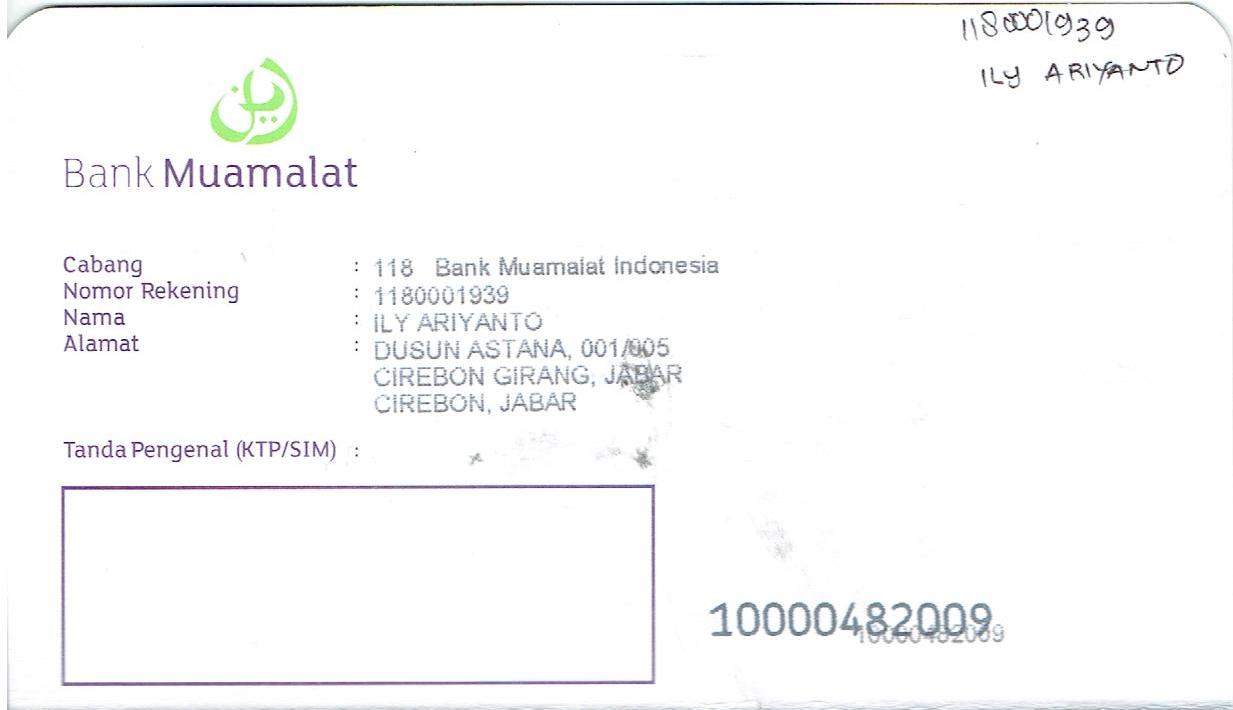 1180001939
ILY ARIYANTO
Bank Muamalat
Cabang : 118 Bank Muamalat Indonesia
Nomor Rekening : 1180001939
Nama : ILY ARIYANTO
Alamat : DUSUN ASTANA, 001/005
CIREBON GIRANG, JABAR
CIREBON, JABAR
Tanda Pengenal (KTP/SIM) :
10000482009
10000482009